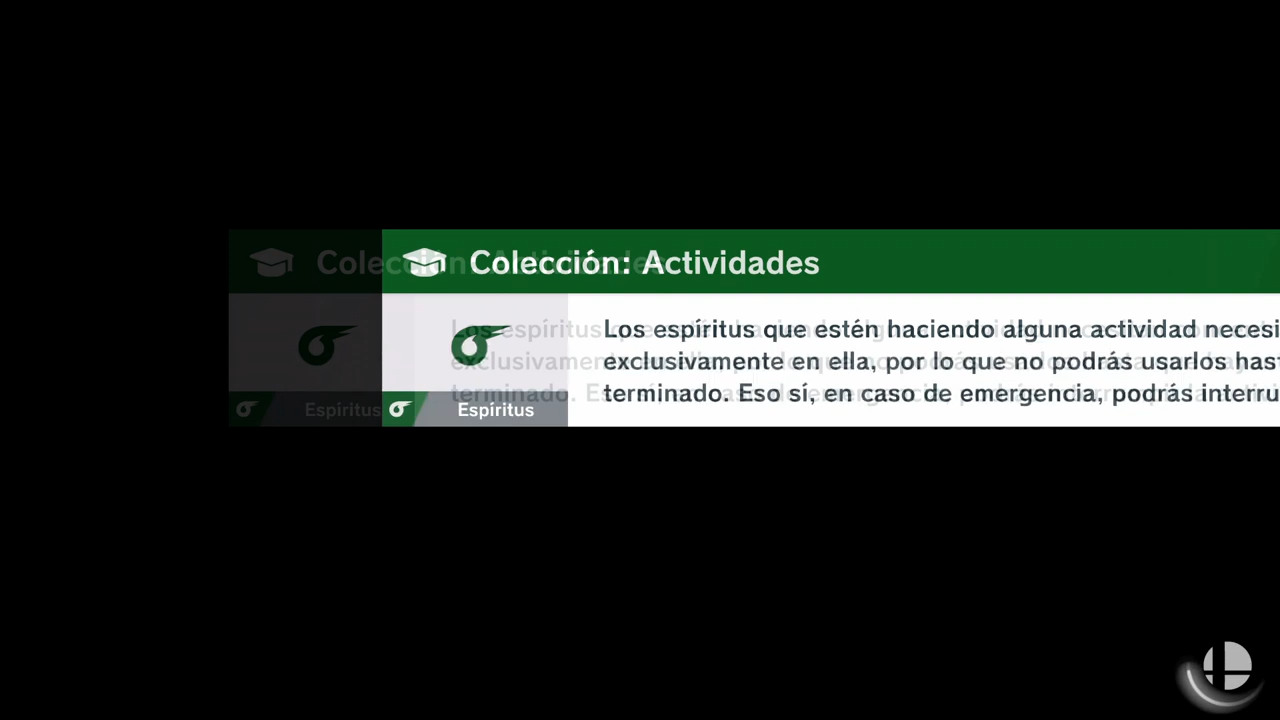 Colección: Actividades
Los espíritus que estén haciendo alguna actividad necesi
exclusivamente en ella, por lo que no podrás usarlos hast
terminado. Eso sí, en caso de emergencia, podrás interru
Espíritus